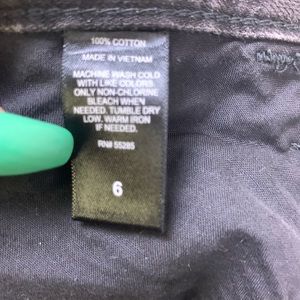 100% COTTON
MADE IN VIETNAM
MACHINE WASH COLD
WITH LIKE COLORS
ONLY NON-CHLORINE
BLEACH WHEN
NEEDED. TUMBLE DRY
LOW. WARM IRON
IF NEEDED.
RN# 55285
6